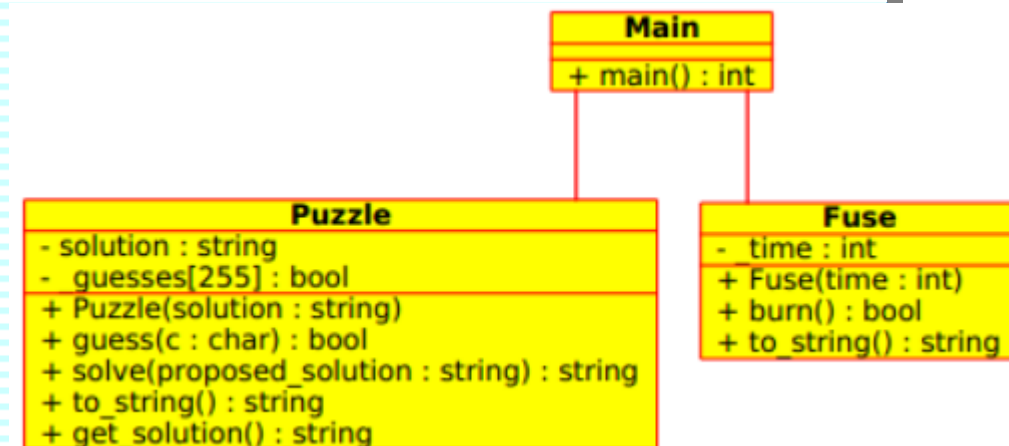 Main
+ main() : int
Puzzle
- solution : string
- _guesses[255] : bool
+ Puzzle(solution : string)
+ guess(c : char) : bool
+ solve(proposed_solution : string) : string
+ to_string() : string
+ get_solution() : string
Fuse
- _time : int
+ Fuse(time : int)
+ burn() : bool
+ to_string() : string